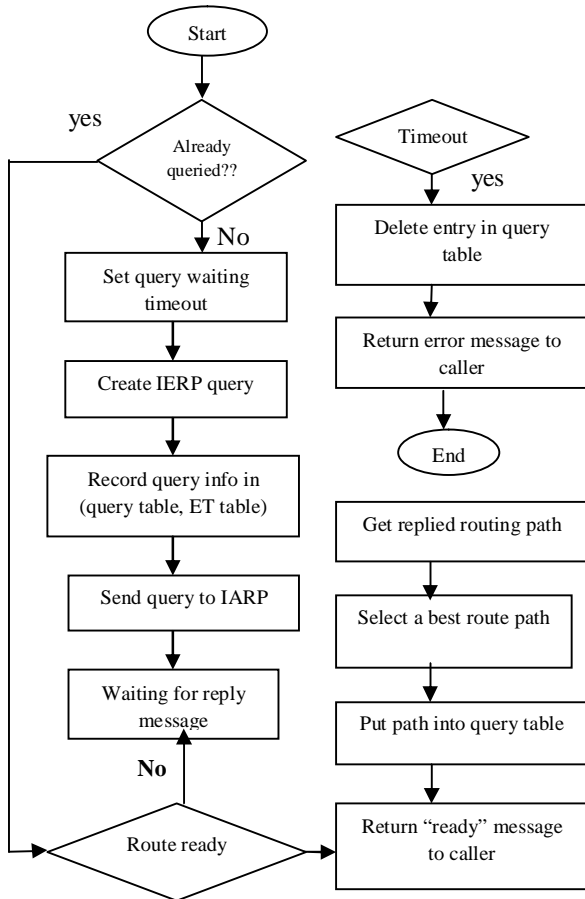 Start
yes
Already
queried??
No
Set query waiting
timeout
Create IERP query
Record query info in
(query table, ET table)
Send query to IARP
Waiting for reply
message
No
Route ready
Timeout
yes
Delete entry in query
table
Return error message to
caller
End
Get replied routing path
Select a best route path
Put path into query table
Return “ready” message
to caller